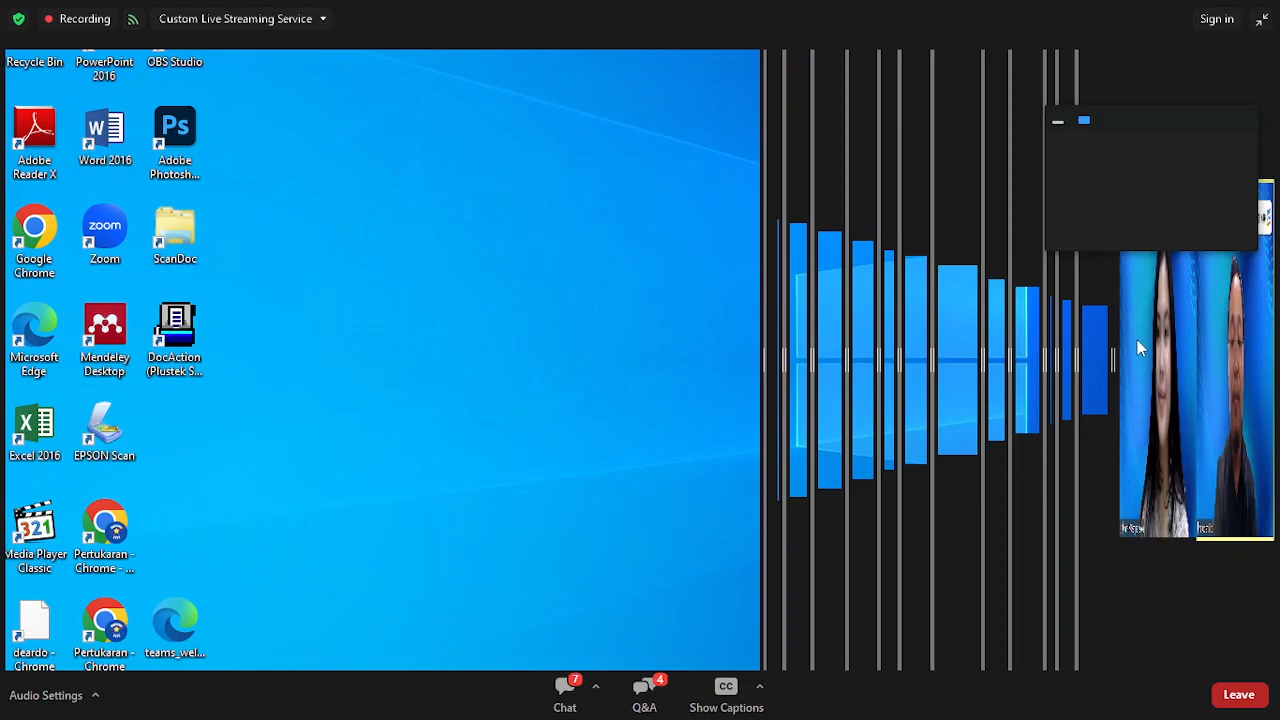 Recording
Custom Live Streaming Service
Sign in
Recycle Bin
PowerPoint
2016
OBS Studio
Adobe
Reader X
Word 2016
Adobe
Photosh...
Ps
Google
Chrome
zoom
Zoom
ScanDoc
Microsoft
Edge
Mendeley
Desktop
DocAction
(Plustek S...
Excel 2016
EPSON Scan
321
Media Player
Classic
Pertukaran -
Chrome - ...
deardo -
Chrome
Pertukaran -
Chrome
teams_wel...
Audio Settings
7
Chat
4
Q&A
CC
Show Captions
Leave